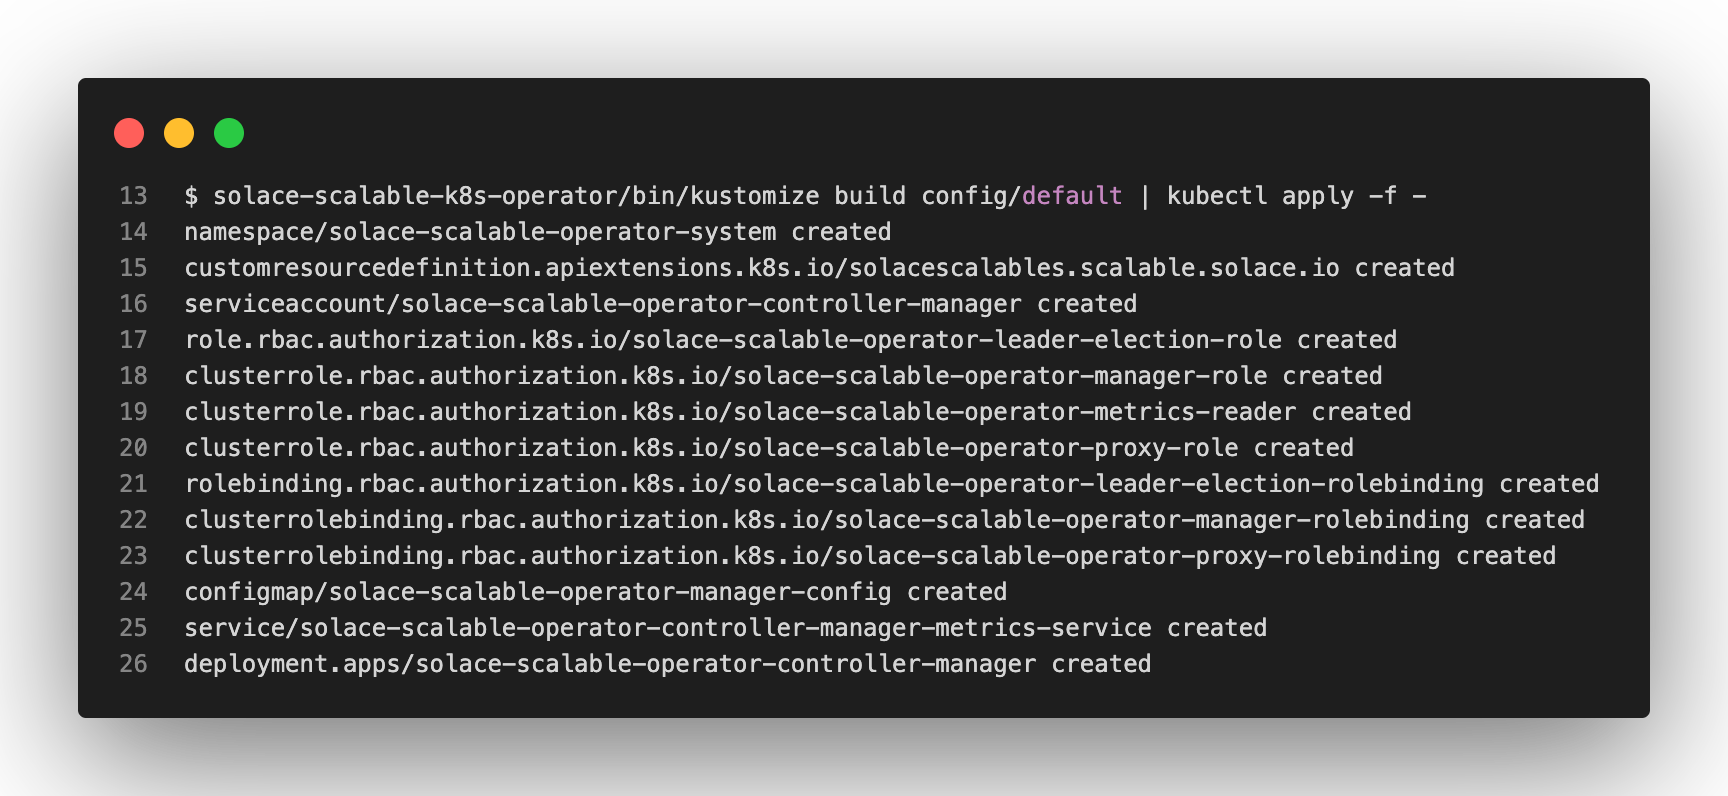 13 $ solace-scalable-k8s-operator/bin/kustomize build config/default | kubectl apply -f -
14 namespace/solace-scalable-operator-system created
15 customresourcedefinition.apiextensions.k8s.io/solacescalables.scalable.solace.io created
16 serviceaccount/solace-scalable-operator-controller-manager created
17 role.rbac.authorization.k8s.io/solace-scalable-operator-leader-election-role created
18 clusterrole.rbac.authorization.k8s.io/solace-scalable-operator-manager-role created
19 clusterrole.rbac.authorization.k8s.io/solace-scalable-operator-metrics-reader created
20 clusterrole.rbac.authorization.k8s.io/solace-scalable-operator-proxy-role created
21 rolebinding.rbac.authorization.k8s.io/solace-scalable-operator-leader-election-rolebinding created
22 clusterrolebinding.rbac.authorization.k8s.io/solace-scalable-operator-manager-rolebinding created
23 clusterrolebinding.rbac.authorization.k8s.io/solace-scalable-operator-proxy-rolebinding created
24 configmap/solace-scalable-operator-manager-config created
25 service/solace-scalable-operator-controller-manager-metrics-service created
26 deployment.apps/solace-scalable-operator-controller-manager created